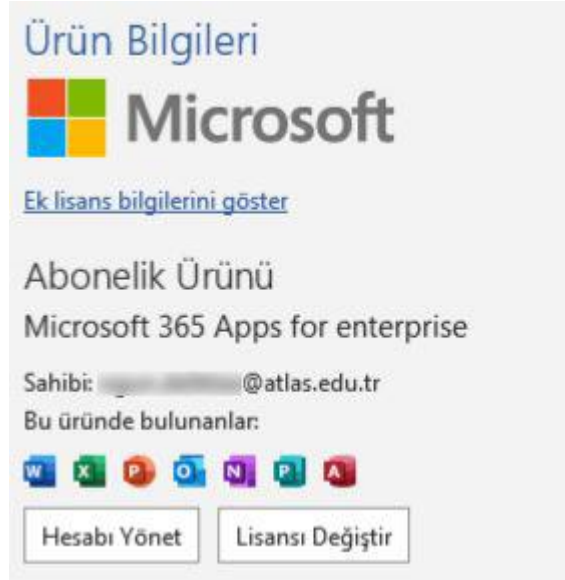 Ürün Bilgileri
Microsoft
Ek lisans bilgilerini göster
Abonelik Ürünü
Microsoft 365 Apps for enterprise
Sahibi: @atlas.edu.tr
Bu üründe bulunanlar:
W X P O N P A
Hesabı Yönet Lisansı Değiştir